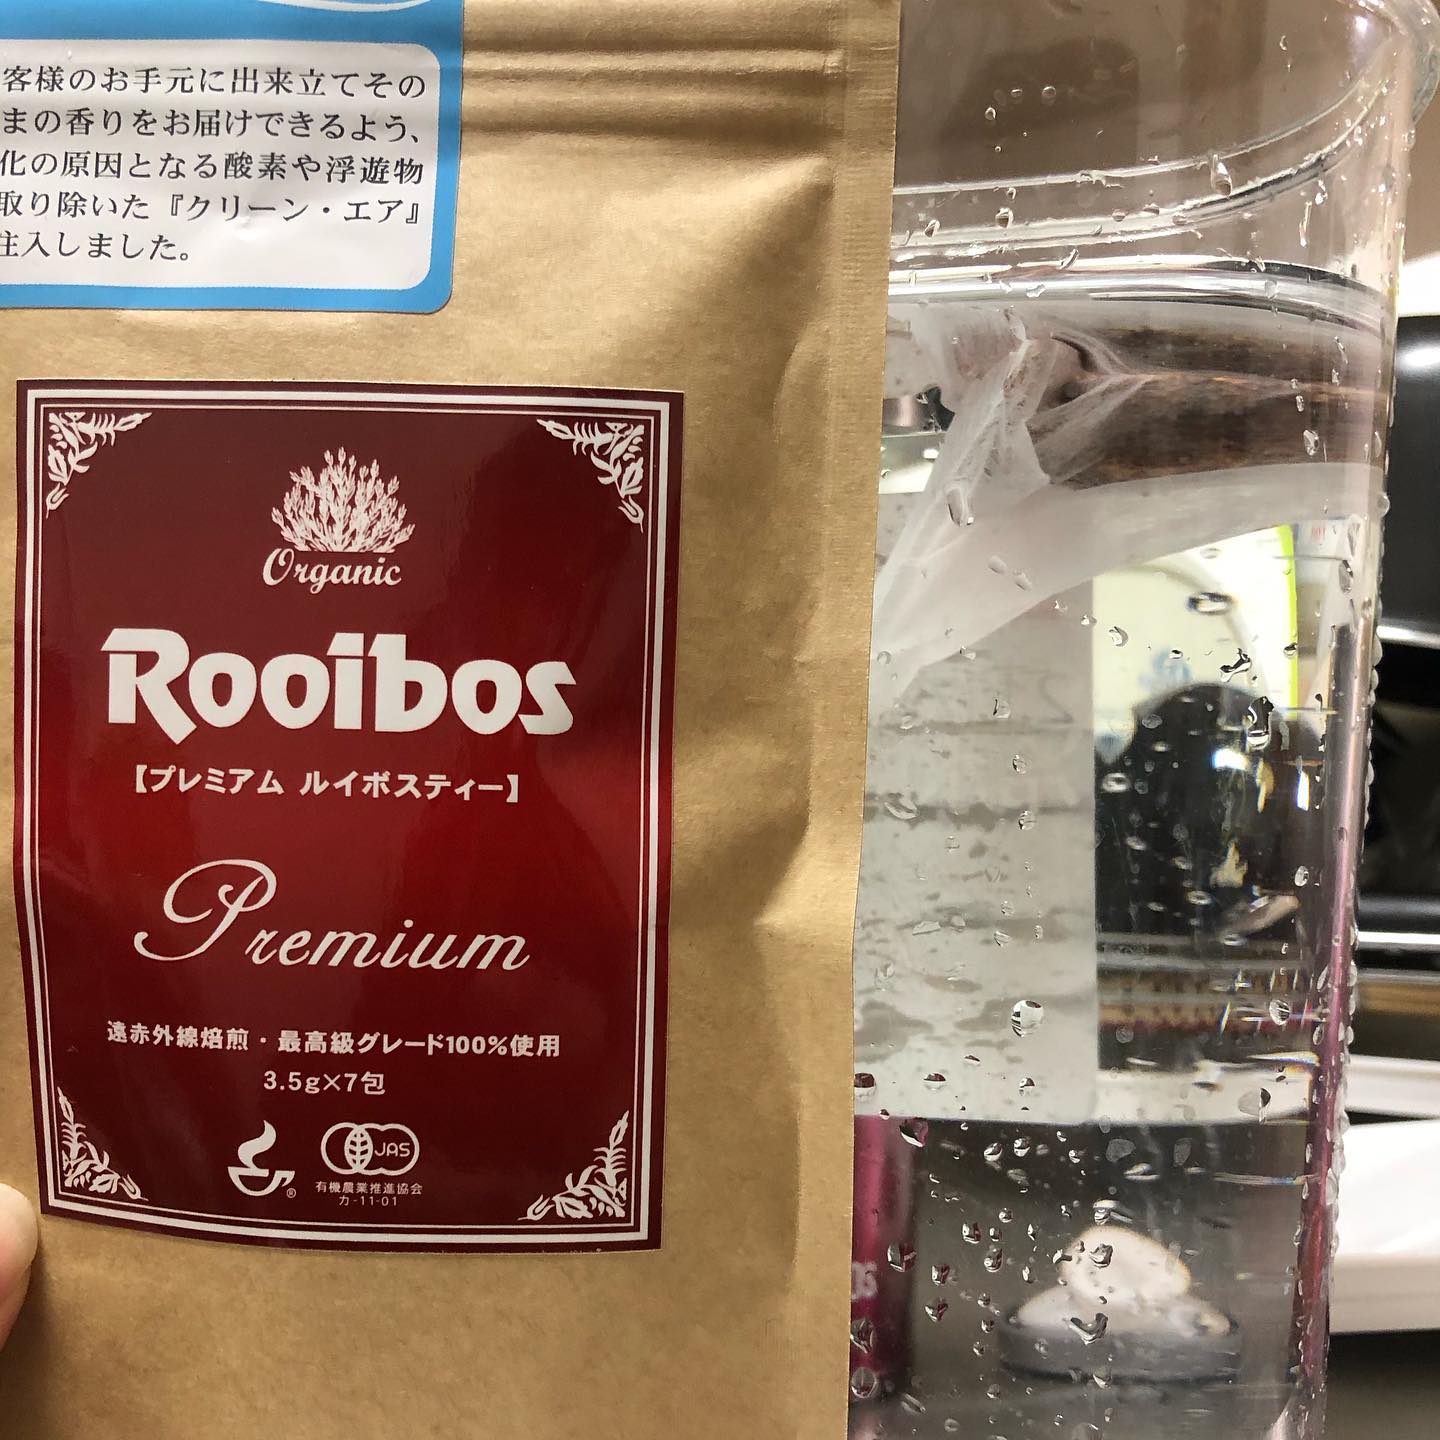 客様のお手元に出来立てその
まの香りをお届けできるよう、
化の原因となる酸素や浮遊物
取り除いた『クリーン・エア』
注入しました。
Organic
Rooibos
【プレミアム ルイボスティー】
Premium
遠赤外線焙煎・最高級グレード100%使用
3.5g×7包
JAS
®
有機農業推進協会
カ-11-01